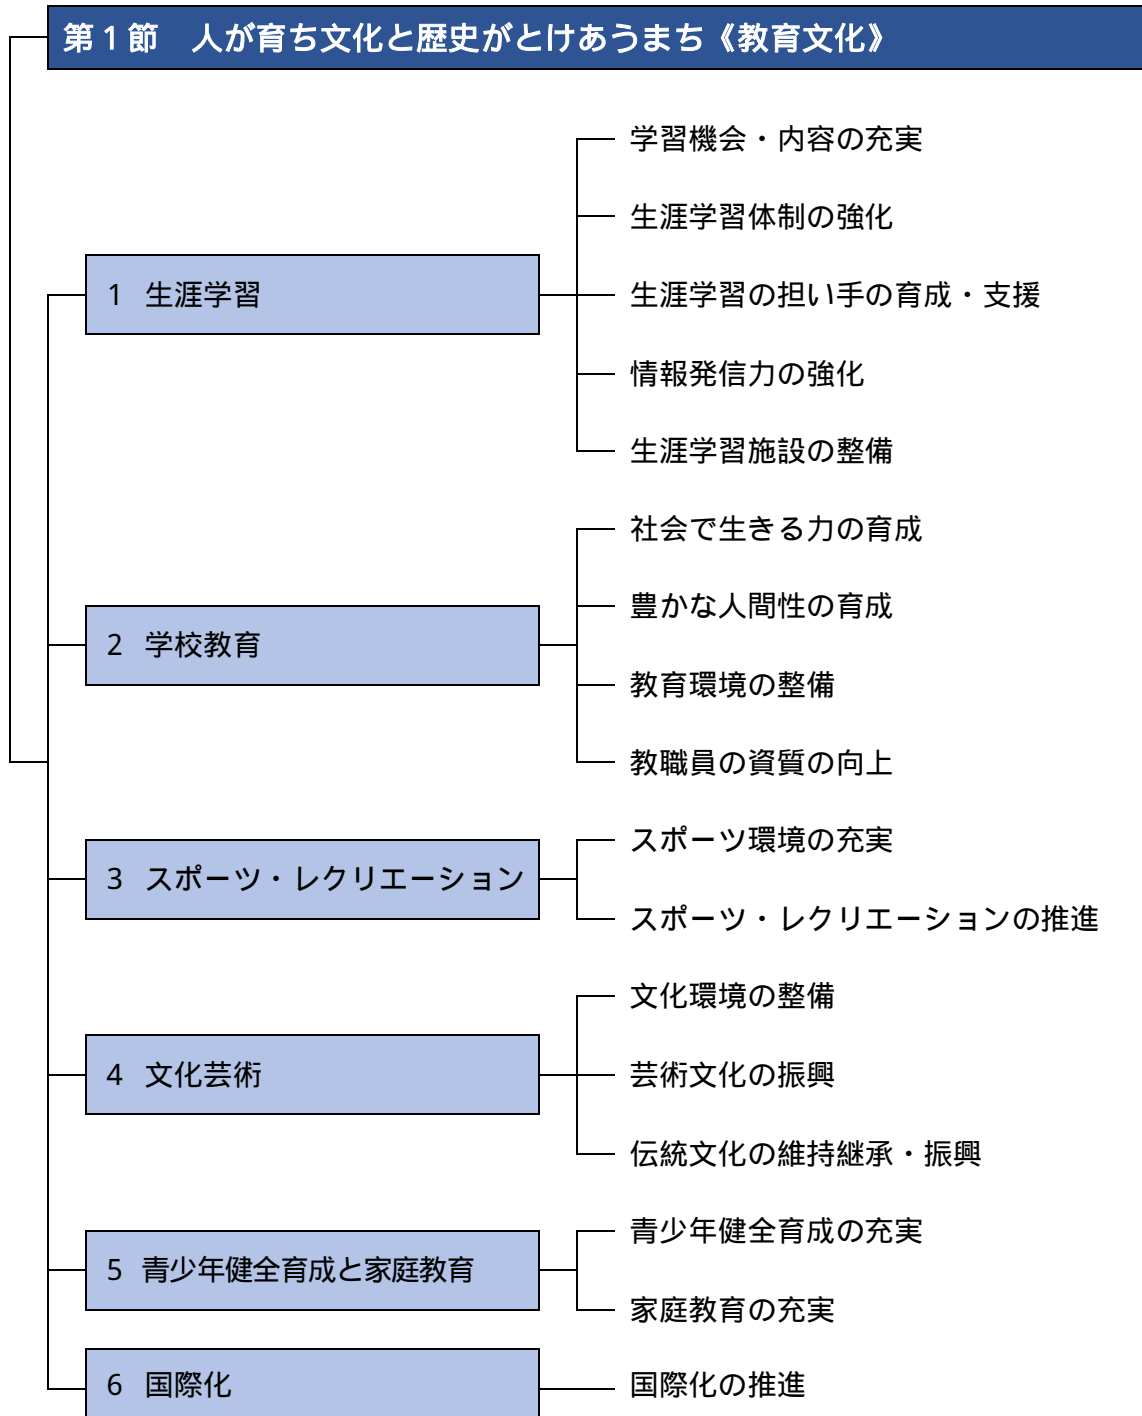 第1節　人が育ち文化と歴史がとけあうまち《教育文化》
1 生涯学習
学習機会・内容の充実
生涯学習体制の強化
生涯学習の担い手の育成・支援
情報発信力の強化
生涯学習施設の整備
2 学校教育
社会で生きる力の育成
豊かな人間性の育成
教育環境の整備
教職員の資質の向上
3 スポーツ・レクリエーション
スポーツ環境の充実
スポーツ・レクリエーションの推進
4 文化芸術
文化環境の整備
芸術文化の振興
伝統文化の維持継承・振興
5 青少年健全育成と家庭教育
青少年健全育成の充実
家庭教育の充実
6 国際化
国際化の推進